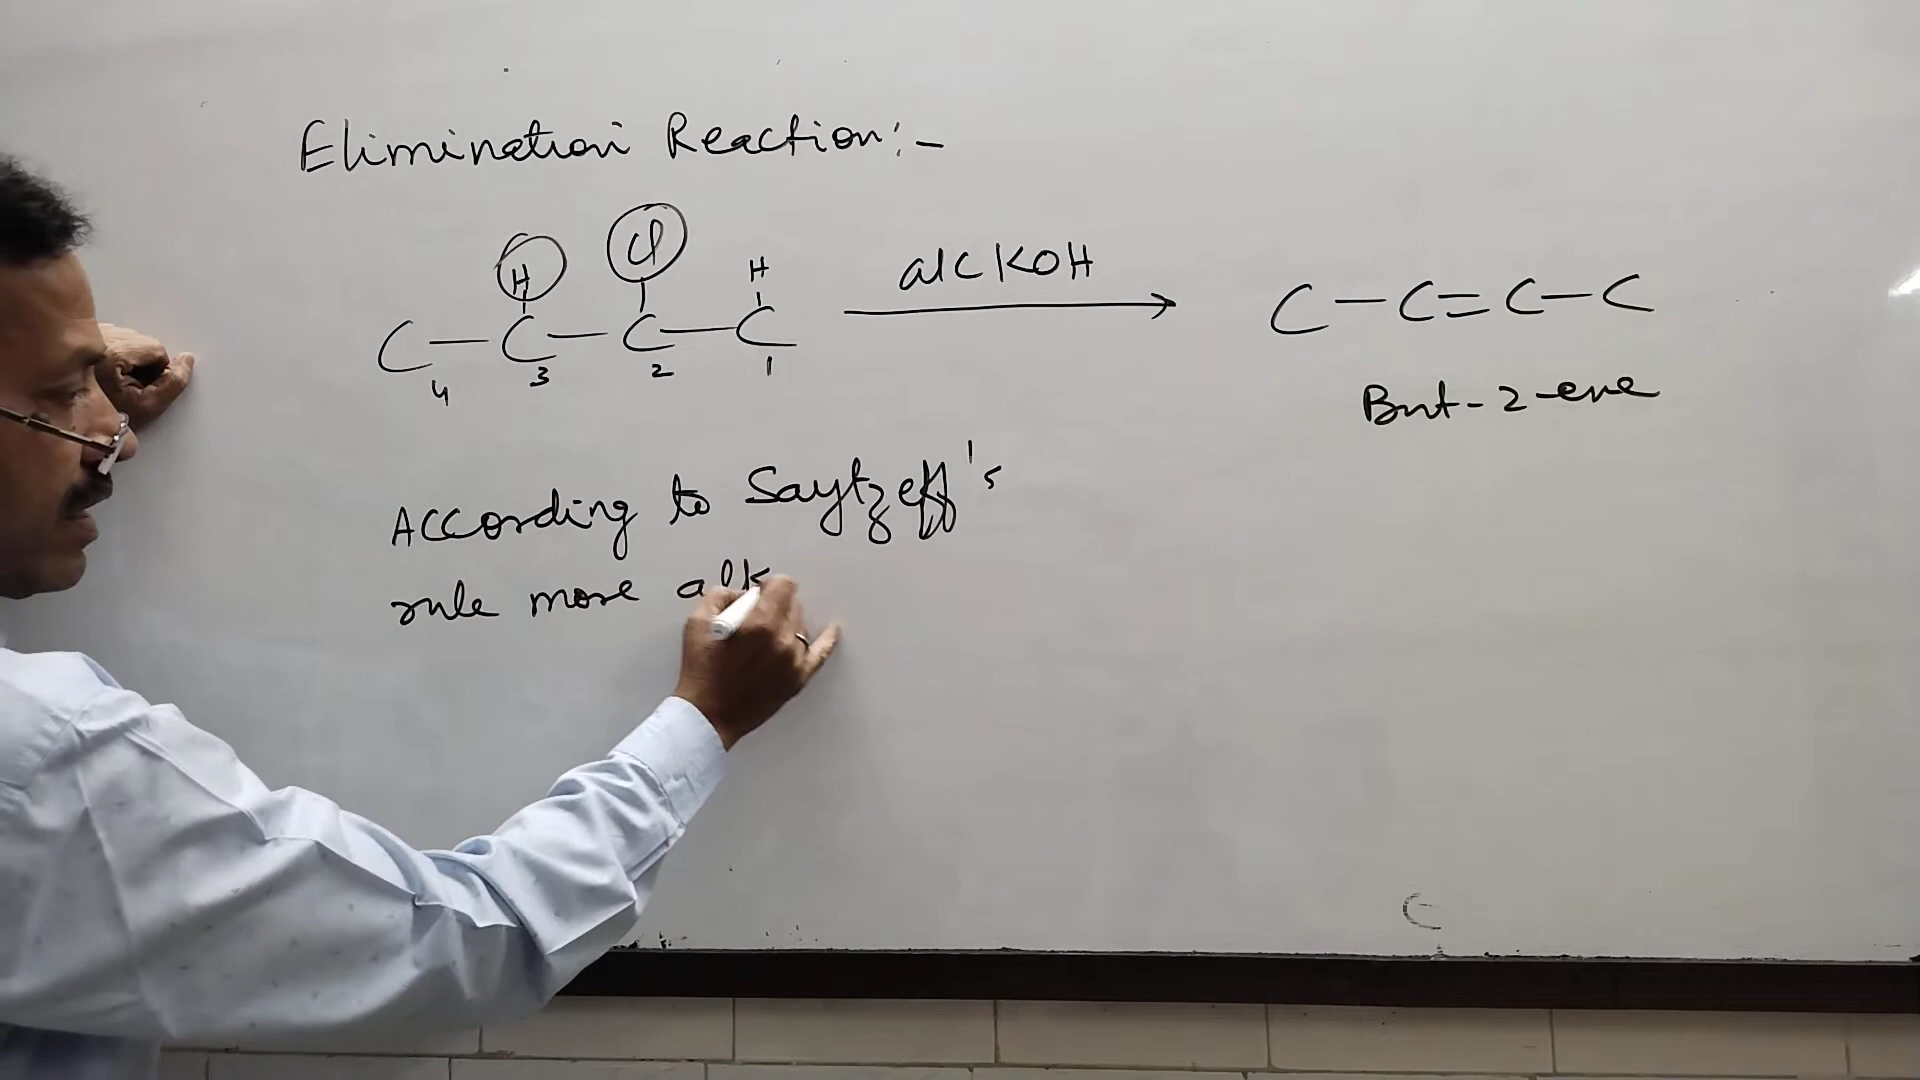 Elimination Reaction:-
H Cl H
C-C-C-C
4 3 2 1
alc KOH
C-C=C-C
But-2-ene
According to Saytzeff's
rule more alk